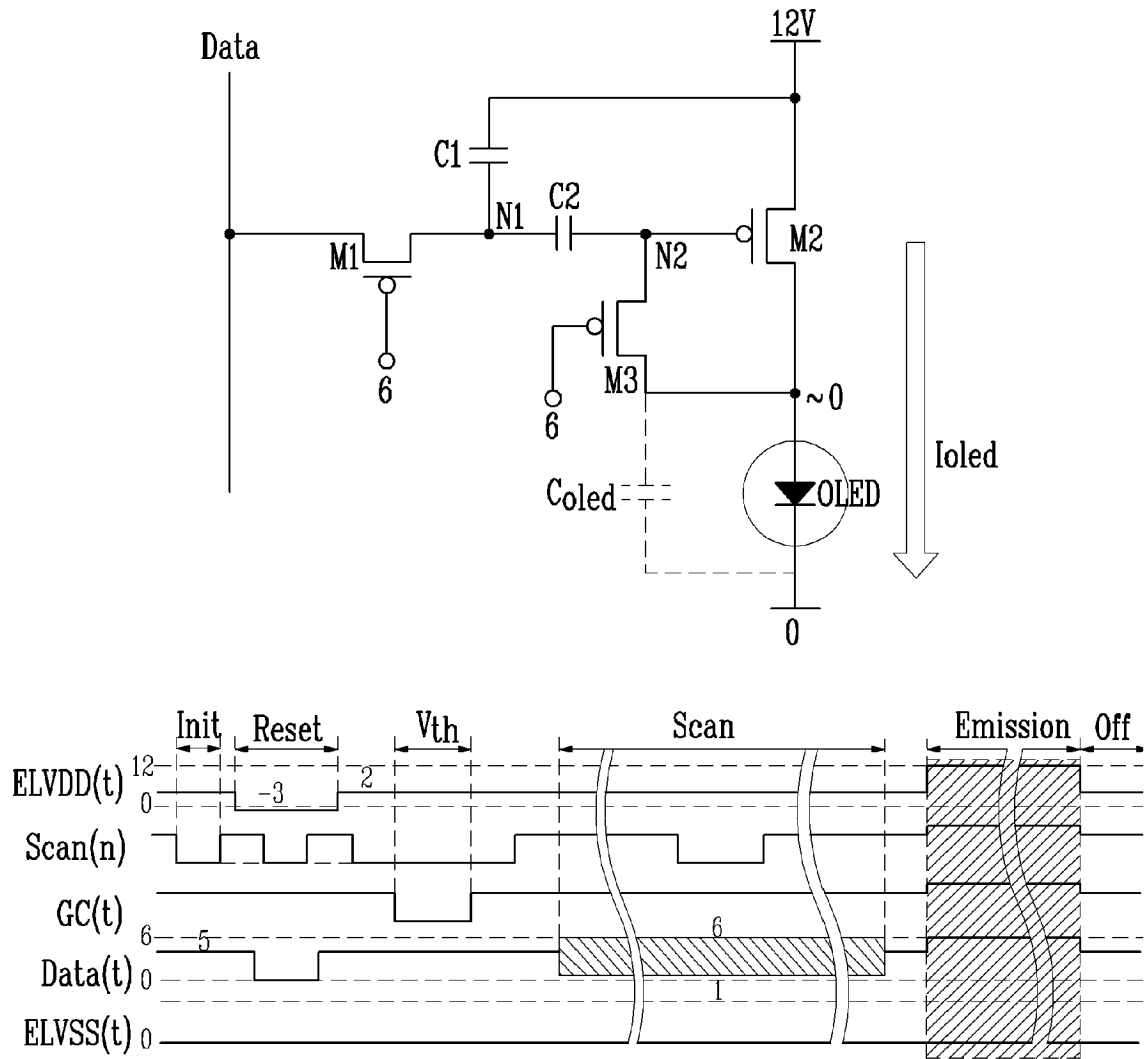 12V
Data
C1
C2
N1
M1
N2
M2
M3
6
6
~0
Coled
OLED
Ioled
0
Init Reset Vth Scan Emission Off
ELVDD(t) 12 0 -3 2
Scan(n)
GC(t)
Data(t) 6 5 0 6 1
ELVSS(t) 0